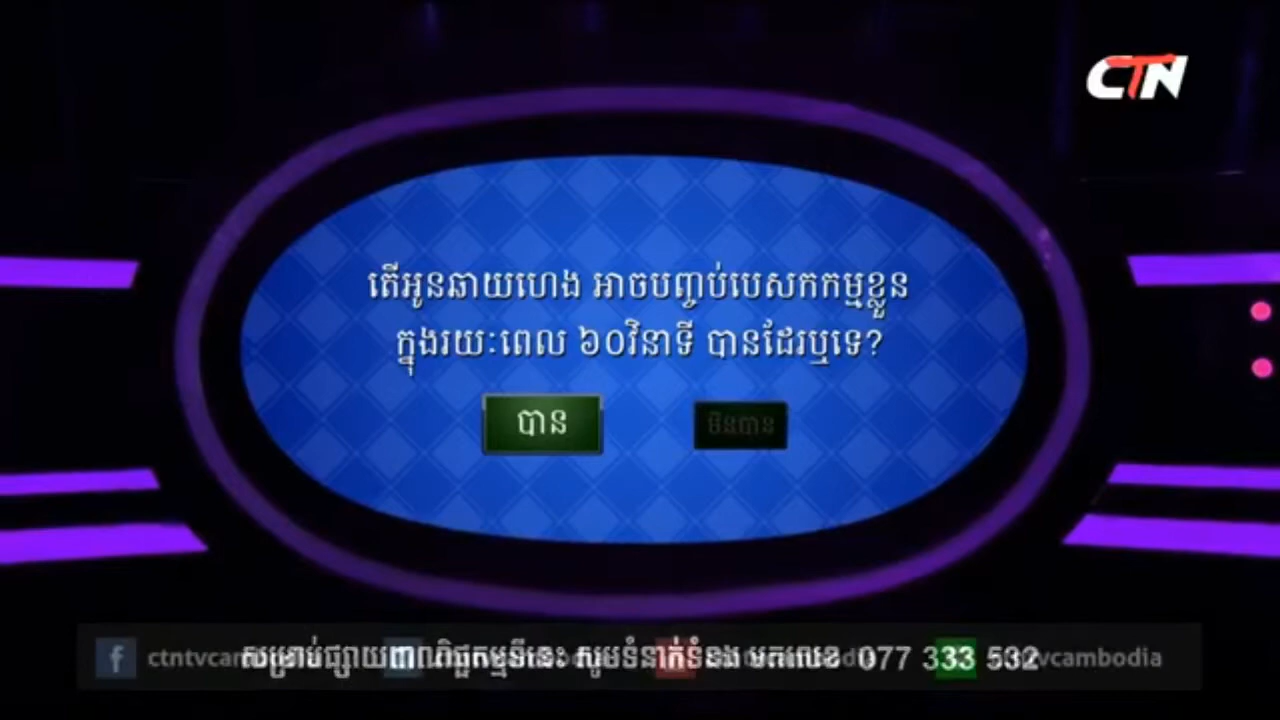 CTN
តើអូនឆាយហេង អាចបញ្ចប់បេសកកម្មខ្លួន
ក្នុងរយៈពេល ៦០វិនាទី បានដែរឬទេ?
បាន
មិនបាន
សម្រាប់ផ្សាយពាណិជ្ជកម្មទីនេះ សូមទំនាក់ទំនង មកលេខ 077 333 532